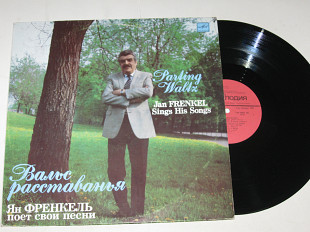 Parting
Waltz
Jan FRENKEL
Sings His Songs
Вальс
расставанья
Ян ФРЕНКЕЛЬ
поет свои песни